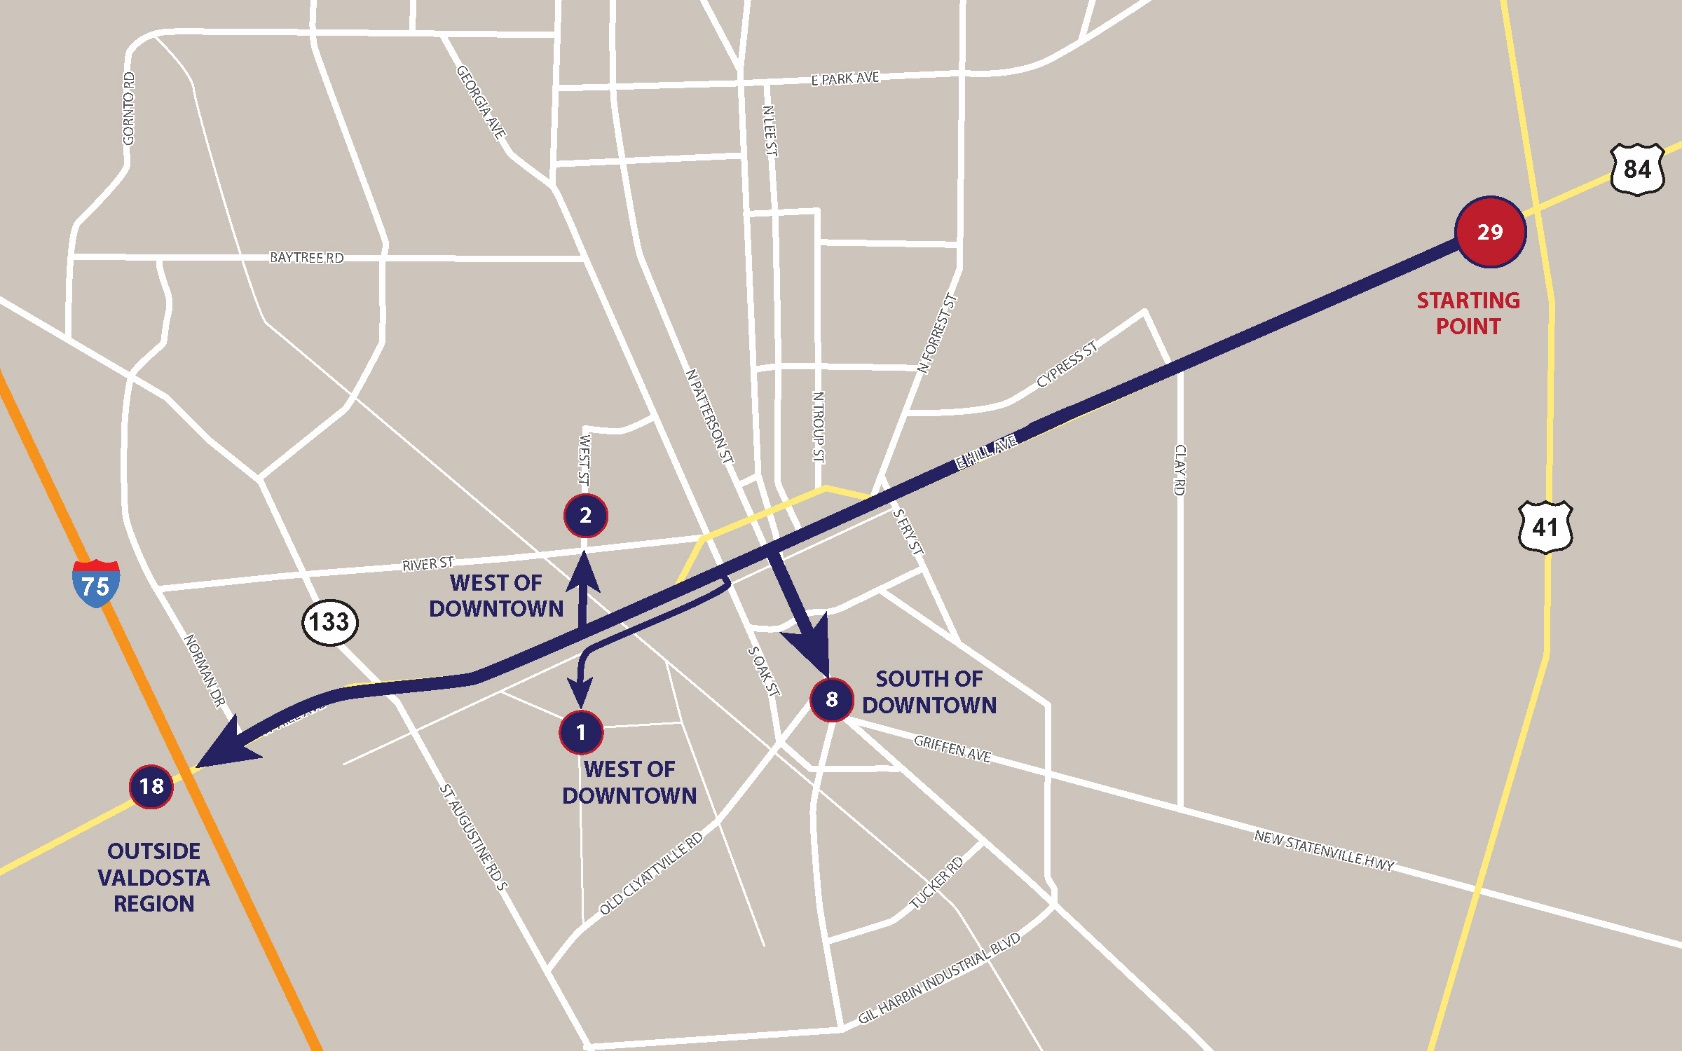 E PARK AVE
GORNTO RD
GEORGIA AVE
N LEE ST
84
29
STARTING
POINT
BAYTREE RD
N FORREST ST
CYPRESS ST
N PATTERSON ST
N TROUP ST
WEST ST
E HILL AVE
CLAY RD
2
41
S FRY ST
RIVER ST
WEST OF
DOWNTOWN
75
133
NORMAN DR
S OAK ST
8
SOUTH OF
DOWNTOWN
1
WEST OF
DOWNTOWN
GRIFFEN AVE
18
OUTSIDE
VALDOSTA
REGION
ST AUGUSTINE RD S
OLD CLYATTVILLE RD
TUCKER RD
NEW STATENVILLE HWY
GIL HARBIN INDUSTRIAL BLVD